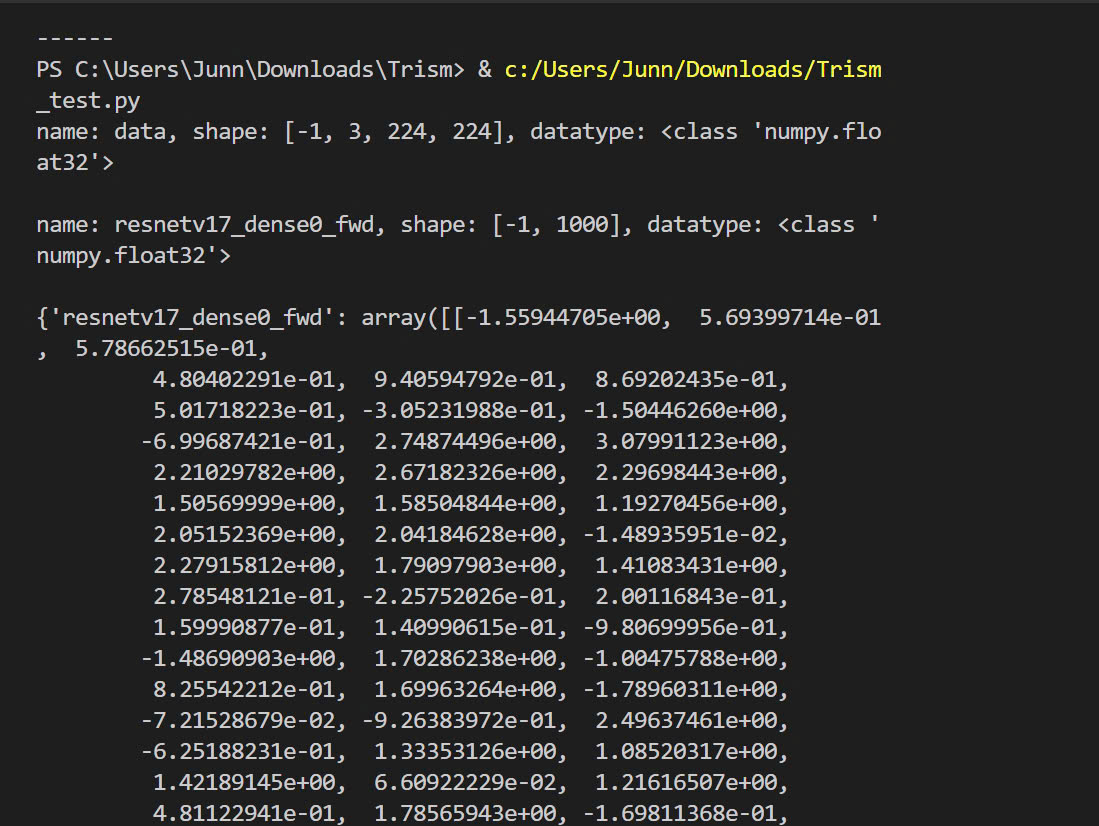 ------
PS C:\Users\Junn\Downloads\Trism> & c:/Users/Junn/Downloads/Trism
_test.py
name: data, shape: [-1, 3, 224, 224], datatype: <class 'numpy.flo
at32'>
name: resnetv17_dense0_fwd, shape: [-1, 1000], datatype: <class '
numpy.float32'>
{'resnetv17_dense0_fwd': array([[-1.55944705e+00,  5.69399714e-01
,  5.78662515e-01,
4.80402291e-01,  9.40594792e-01,  8.69202435e-01,
5.01718223e-01, -3.05231988e-01, -1.50446260e+00,
-6.99687421e-01,  2.74874496e+00,  3.07991123e+00,
2.21029782e+00,  2.67182326e+00,  2.29698443e+00,
1.50569999e+00,  1.58504844e+00,  1.19270456e+00,
2.05152369e+00,  2.04184628e+00, -1.48935951e-02,
2.27915812e+00,  1.79097903e+00,  1.41083431e+00,
2.78548121e-01, -2.25752026e-01,  2.00116843e-01,
1.59990877e-01,  1.40990615e-01, -9.80699956e-01,
-1.48690903e+00,  1.70286238e+00, -1.00475788e+00,
8.25542212e-01,  1.69963264e+00, -1.78960311e+00,
-7.21528679e-02, -9.26383972e-01,  2.49637461e+00,
-6.25188231e-01,  1.33353126e+00,  1.08520317e+00,
1.42189145e+00,  6.60922229e-02,  1.21616507e+00,
4.81122941e-01,  1.78565943e+00, -1.69811368e-01,